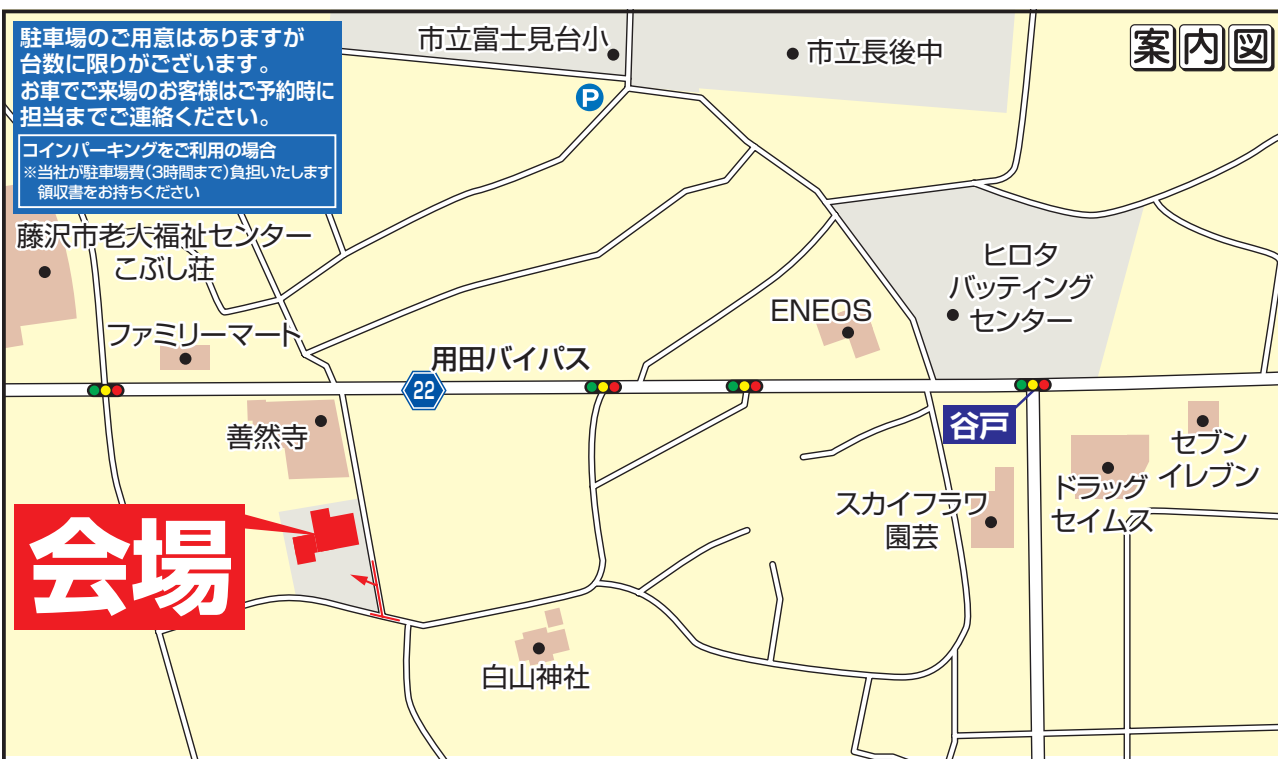 駐車場のご用意はありますが
台数に限りがございます。
お車でご来場のお客様はご予約時に
担当までご連絡ください。
コインパーキングをご利用の場合
※当社が駐車場費(3時間まで)負担いたします
領収書をお持ちください
案内図
市立富士見台小
市立長後中
P
藤沢市老人福祉センター
こぶし荘
ファミリーマート
用田バイパス
22
ENEOS
ヒロタ
バッティング
センター
谷戸
善然寺
会場
白山神社
スカイフラワ
園芸
ドラッグ
セイムス
セブン
イレブン